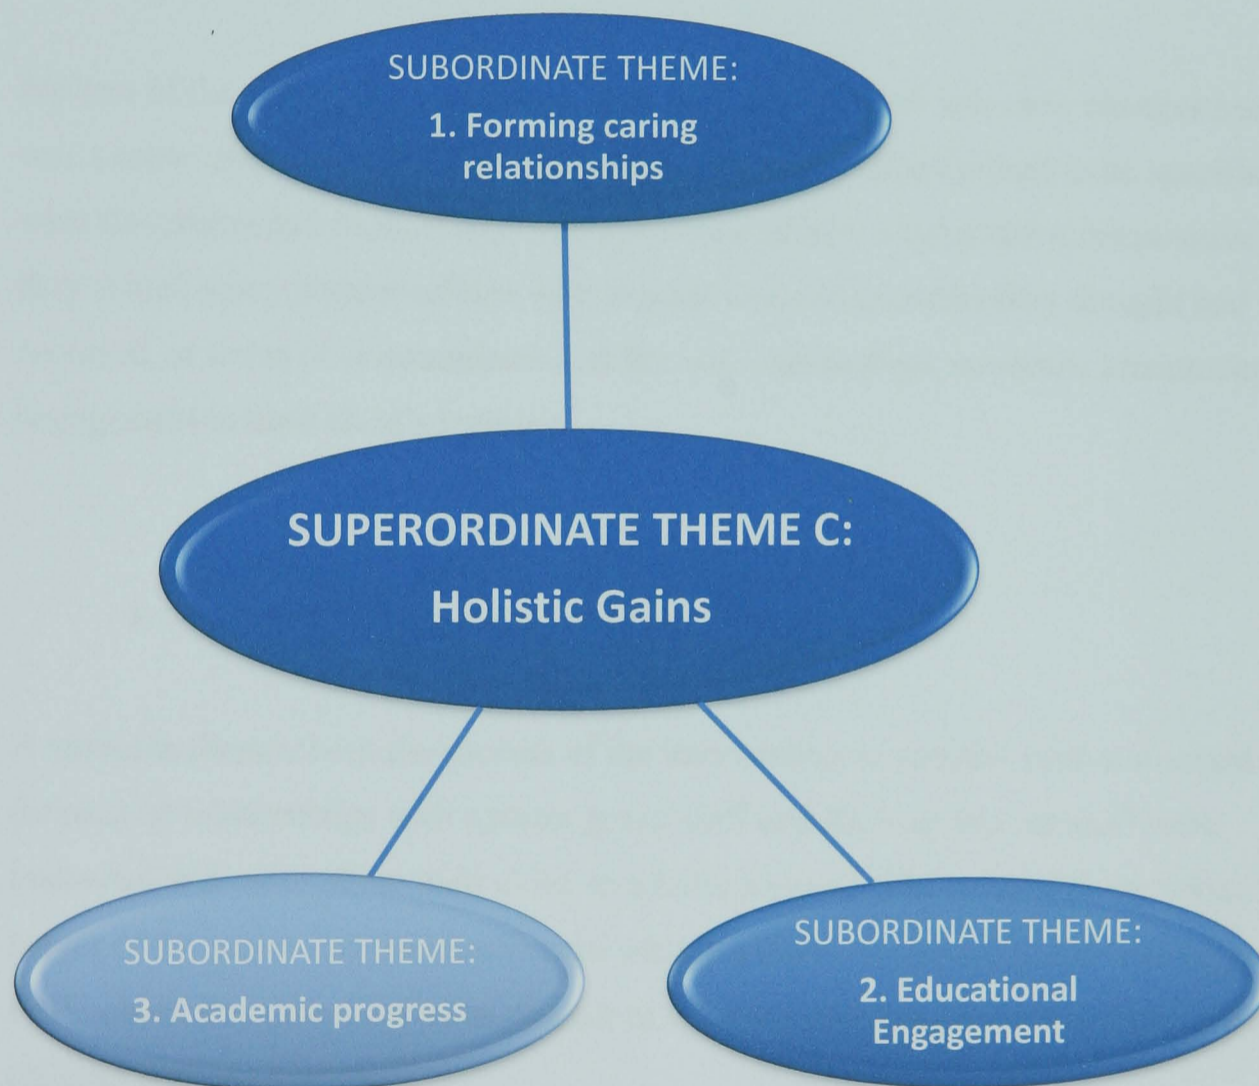 SUBORDINATE THEME:
1. Forming caring
relationships
SUPERORDINATE THEME C:
Holistic Gains
SUBORDINATE THEME:
3. Academic progress
SUBORDINATE THEME:
2. Educational
Engagement